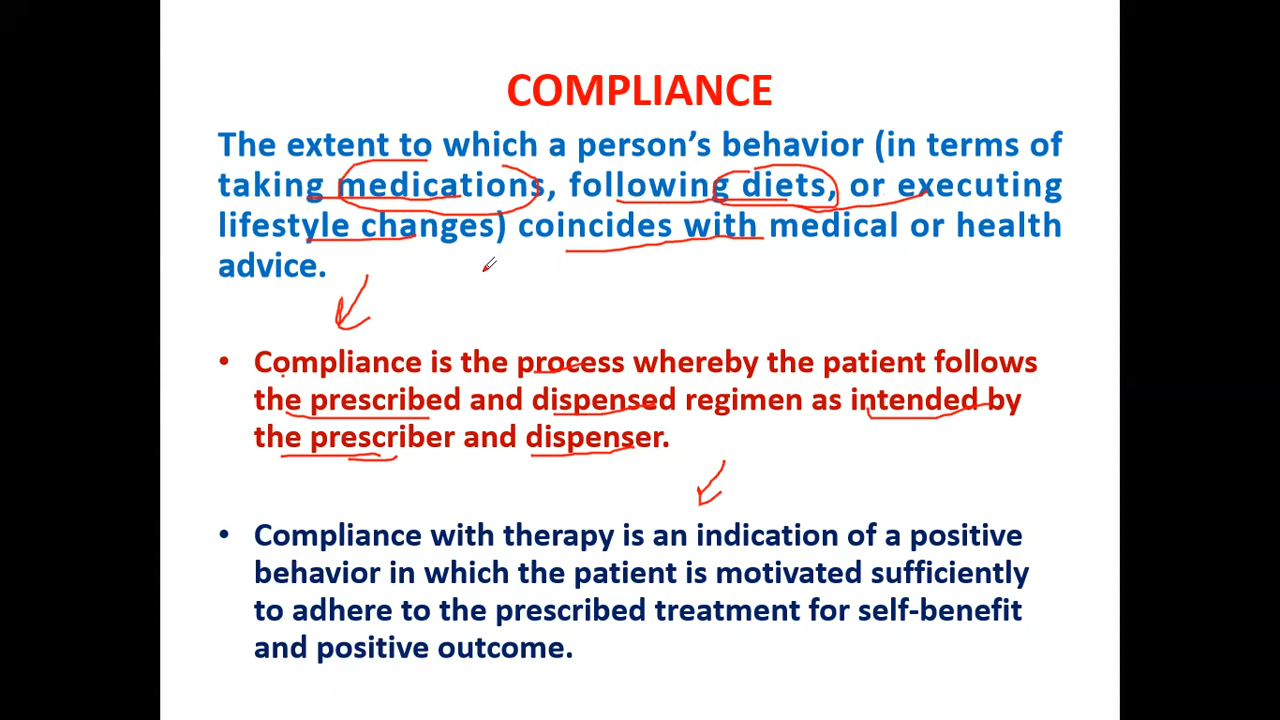 COMPLIANCE
The extent to which a person’s behavior (in terms of
taking medications, following diets, or executing
lifestyle changes) coincides with medical or health
advice.
• Compliance is the process whereby the patient follows
the prescribed and dispensed regimen as intended by
the prescriber and dispenser.
• Compliance with therapy is an indication of a positive
behavior in which the patient is motivated sufficiently
to adhere to the prescribed treatment for self-benefit
and positive outcome.